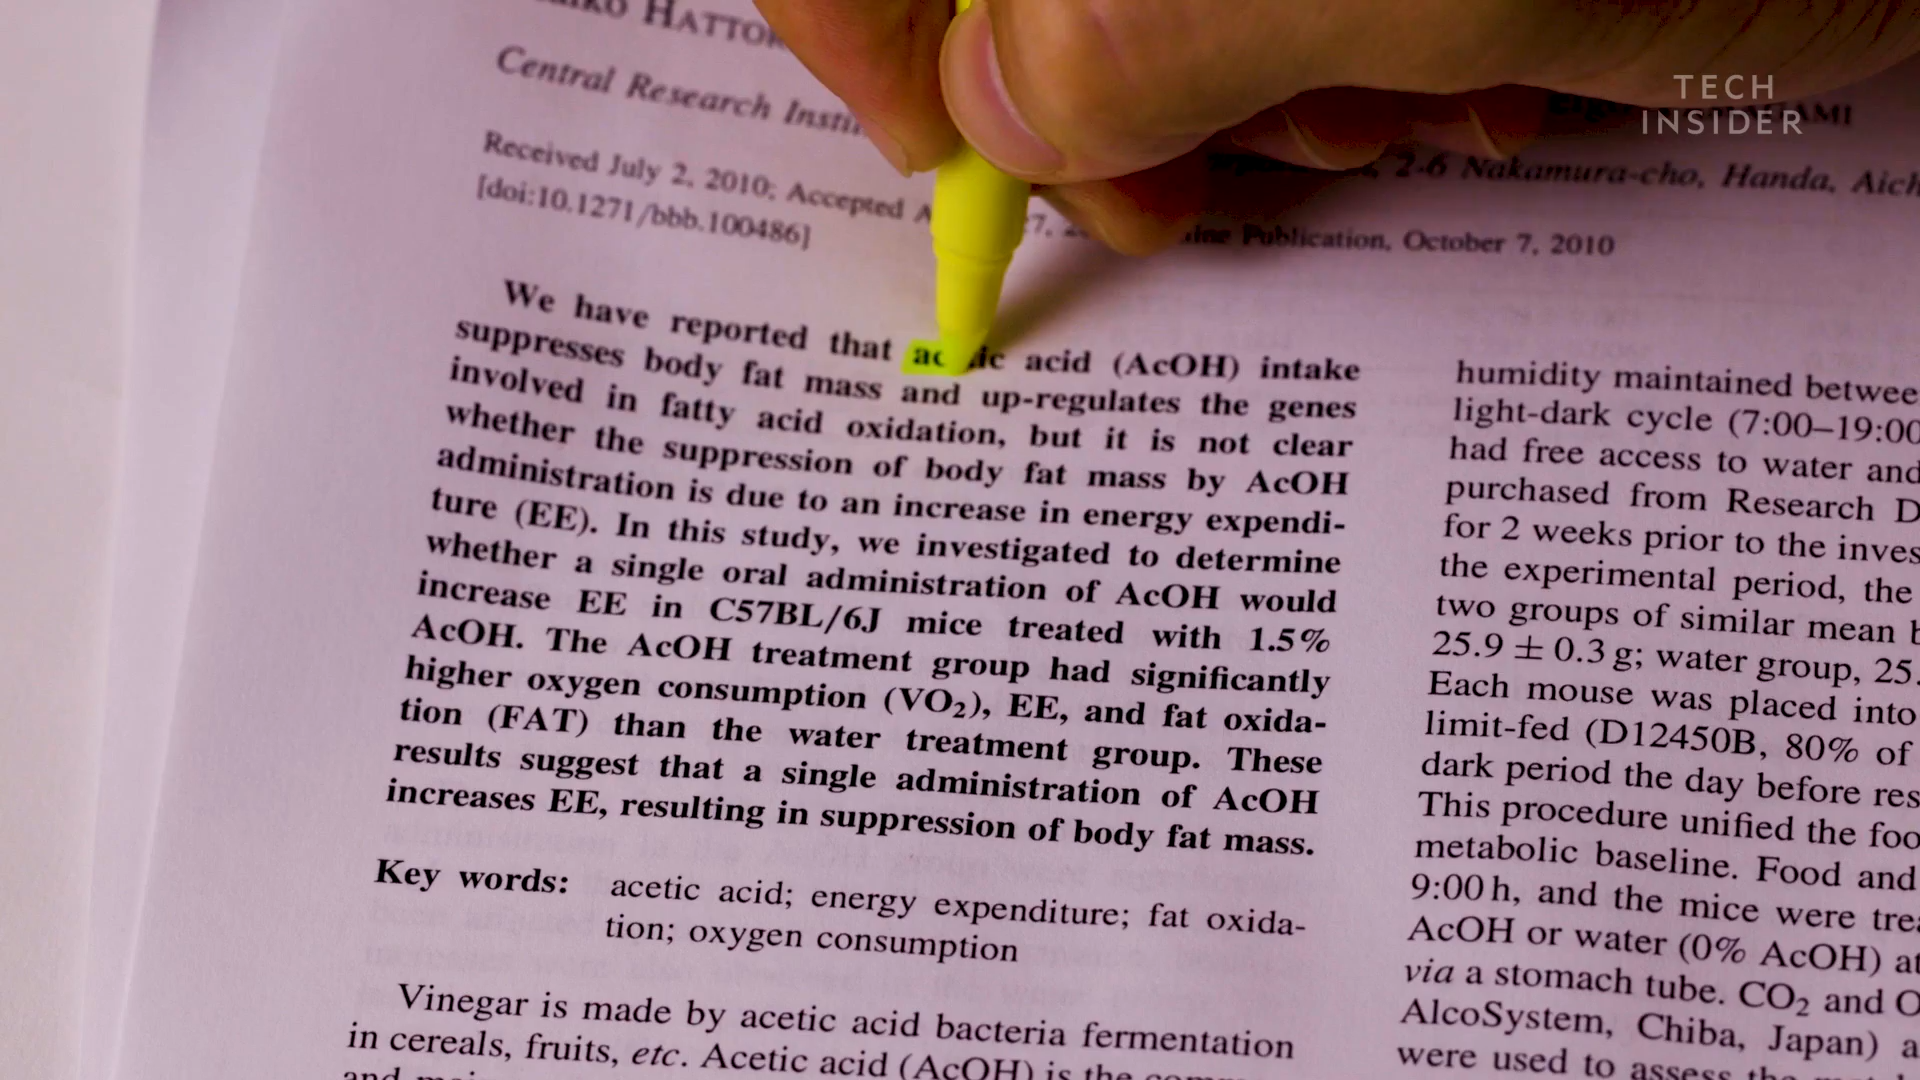 HATTOR
TECH
INSIDER
Central Research Insti
AMI
2-6 Nakamura-cho, Handa, Aich
Received July 2, 2010; Accepted A 7, Publication, October 7, 2010
[doi:10.1271/bbb.100486]
We have reported that ac ic acid (AcOH) intake
suppresses body fat mass and up-regulates the genes
involved in fatty acid oxidation, but it is not clear
whether the suppression of body fat mass by AcOH
administration is due to an increase in energy expendi-
ture (EE). In this study, we investigated to determine
whether a single oral administration of AcOH would
increase EE in C57BL/6J mice treated with 1.5%
AcOH. The AcOH treatment group had significantly
higher oxygen consumption (VO₂), EE, and fat oxida-
tion (FAT) than the water treatment group. These
results suggest that a single administration of AcOH
increases EE, resulting in suppression of body fat mass.
Key words: acetic acid; energy expenditure; fat oxida-
tion; oxygen consumption
Vinegar is made by acetic acid bacteria fermentation
in cereals, fruits, etc. Acetic acid (AcOH) is the
humidity maintained betwee
light-dark cycle (7:00–19:00
had free access to water and
purchased from Research D
for 2 weeks prior to the inves
the experimental period, the
two groups of similar mean b
25.9 ± 0.3 g; water group, 25.
Each mouse was placed into
limit-fed (D12450B, 80% of
dark period the day before res
This procedure unified the foo
metabolic baseline. Food and
9:00 h, and the mice were trea
AcOH or water (0% AcOH) at
via a stomach tube. CO₂ and O
AlcoSystem, Chiba, Japan) a
were used to assess the